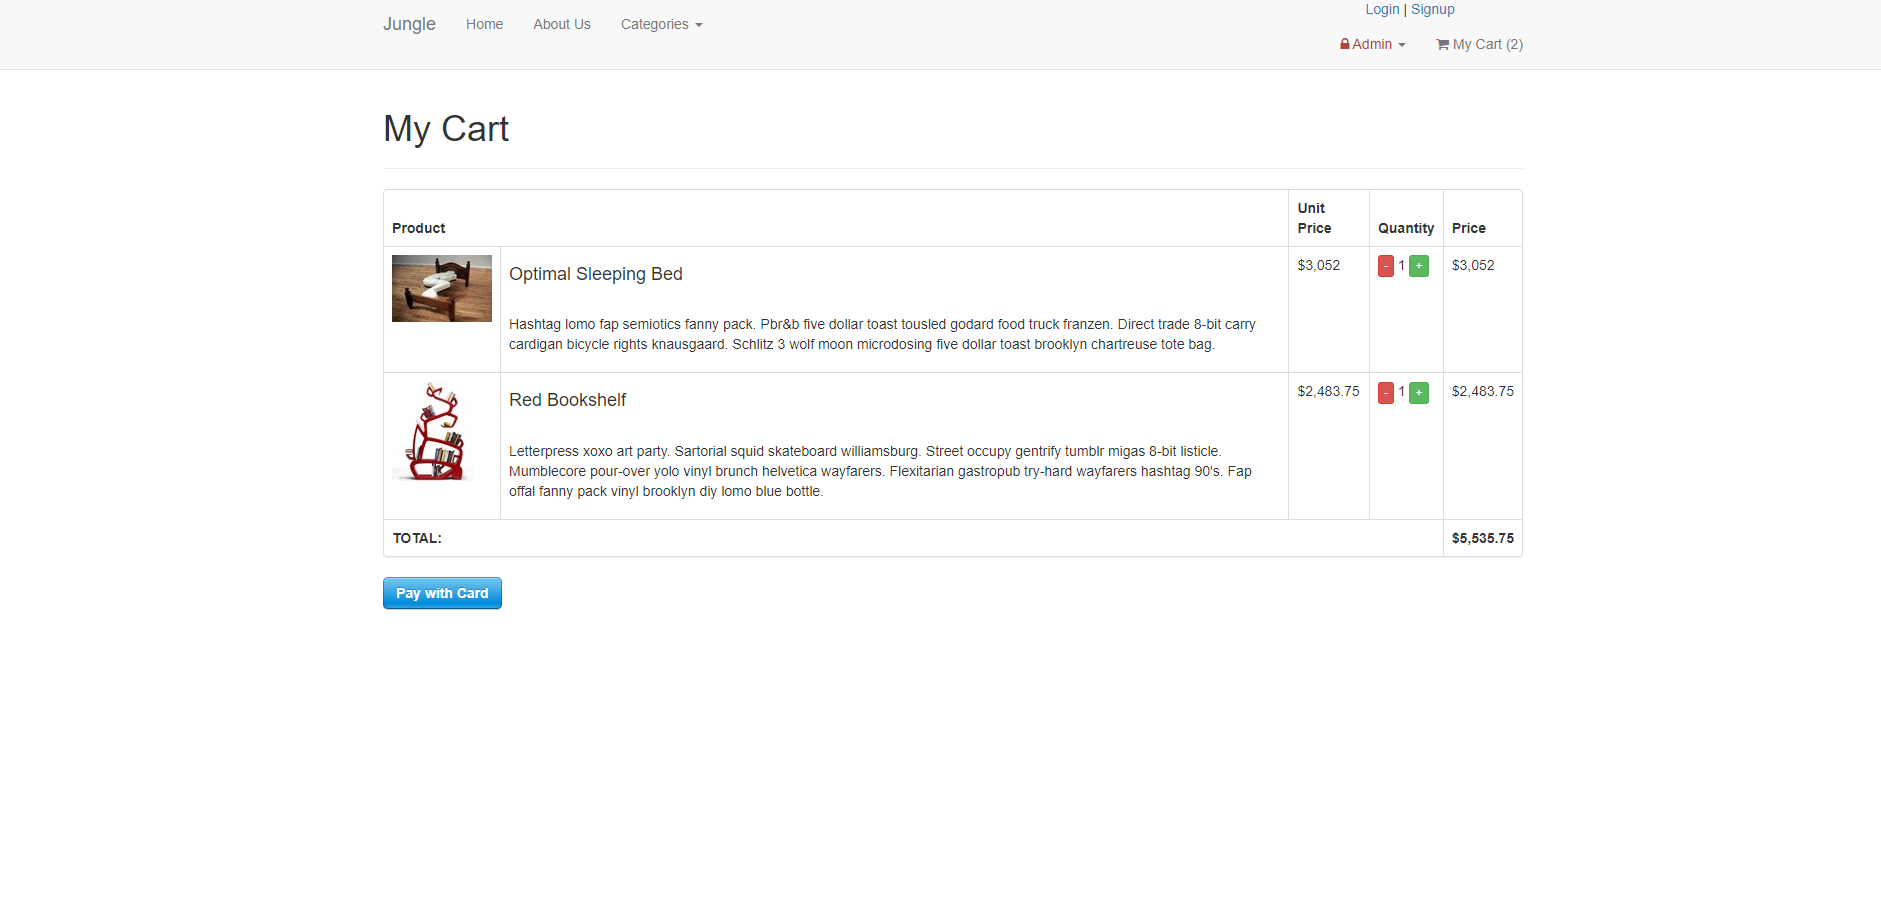 Login | Signup
Jungle Home About Us Categories
Admin My Cart (2)
My Cart
Product Unit Price Quantity Price
Optimal Sleeping Bed $3,052 - 1 + $3,052
Hashtag lomo fap semiotics fanny pack. Pbr&b five dollar toast tousled godard food truck franzen. Direct trade 8-bit carry
cardigan bicycle rights knausgaard. Schlitz 3 wolf moon microdosing five dollar toast brooklyn chartreuse tote bag.
Red Bookshelf $2,483.75 - 1 + $2,483.75
Letterpress xoxo art party. Sartorial squid skateboard williamsburg. Street occupy gentrify tumblr migas 8-bit listicle.
Mumblecore pour-over yolo vinyl brunch helvetica wayfarers. Flexitarian gastropub try-hard wayfarers hashtag 90's. Fap
offal fanny pack vinyl brooklyn diy lomo blue bottle.
TOTAL: $5,535.75
Pay with Card